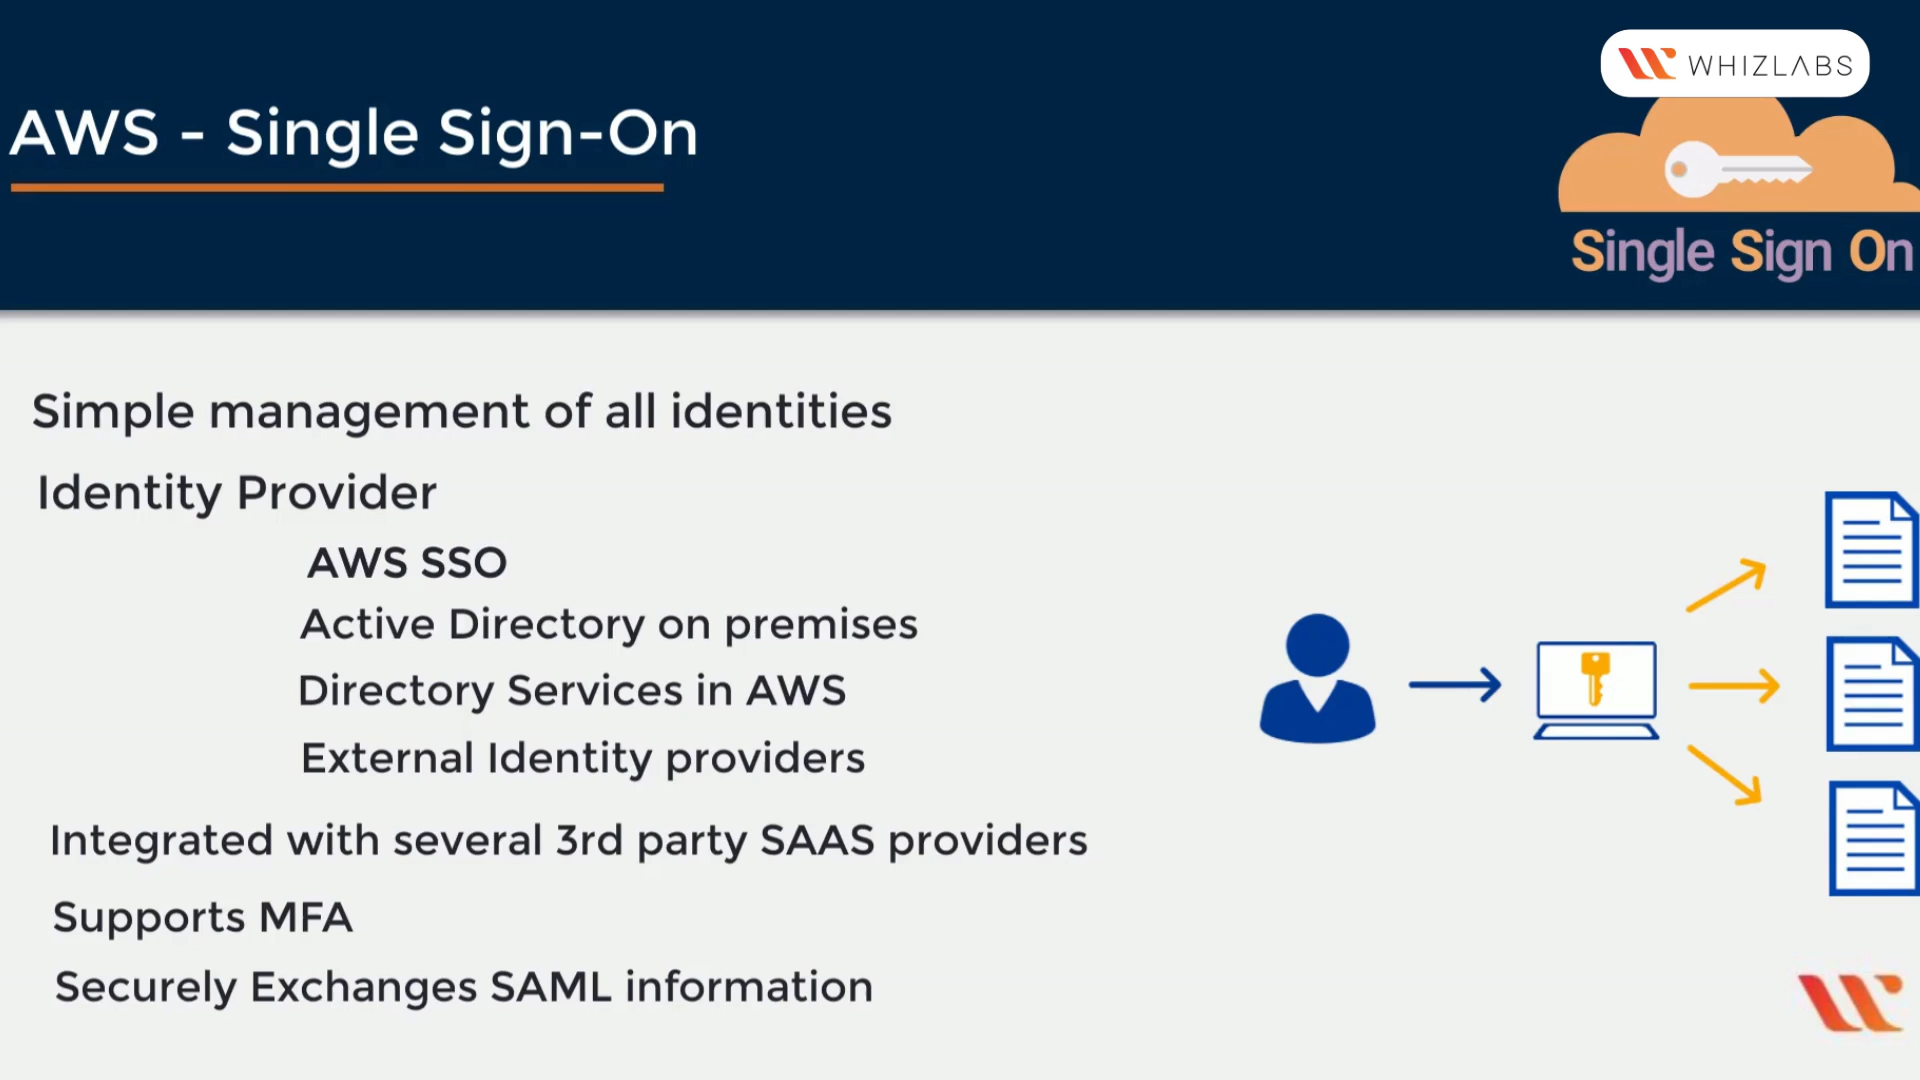 WHIZLABS
AWS - Single Sign-On
Single Sign On
Simple management of all identities
Identity Provider
AWS SSO
Active Directory on premises
Directory Services in AWS
External Identity providers
Integrated with several 3rd party SAAS providers
Supports MFA
Securely Exchanges SAML information